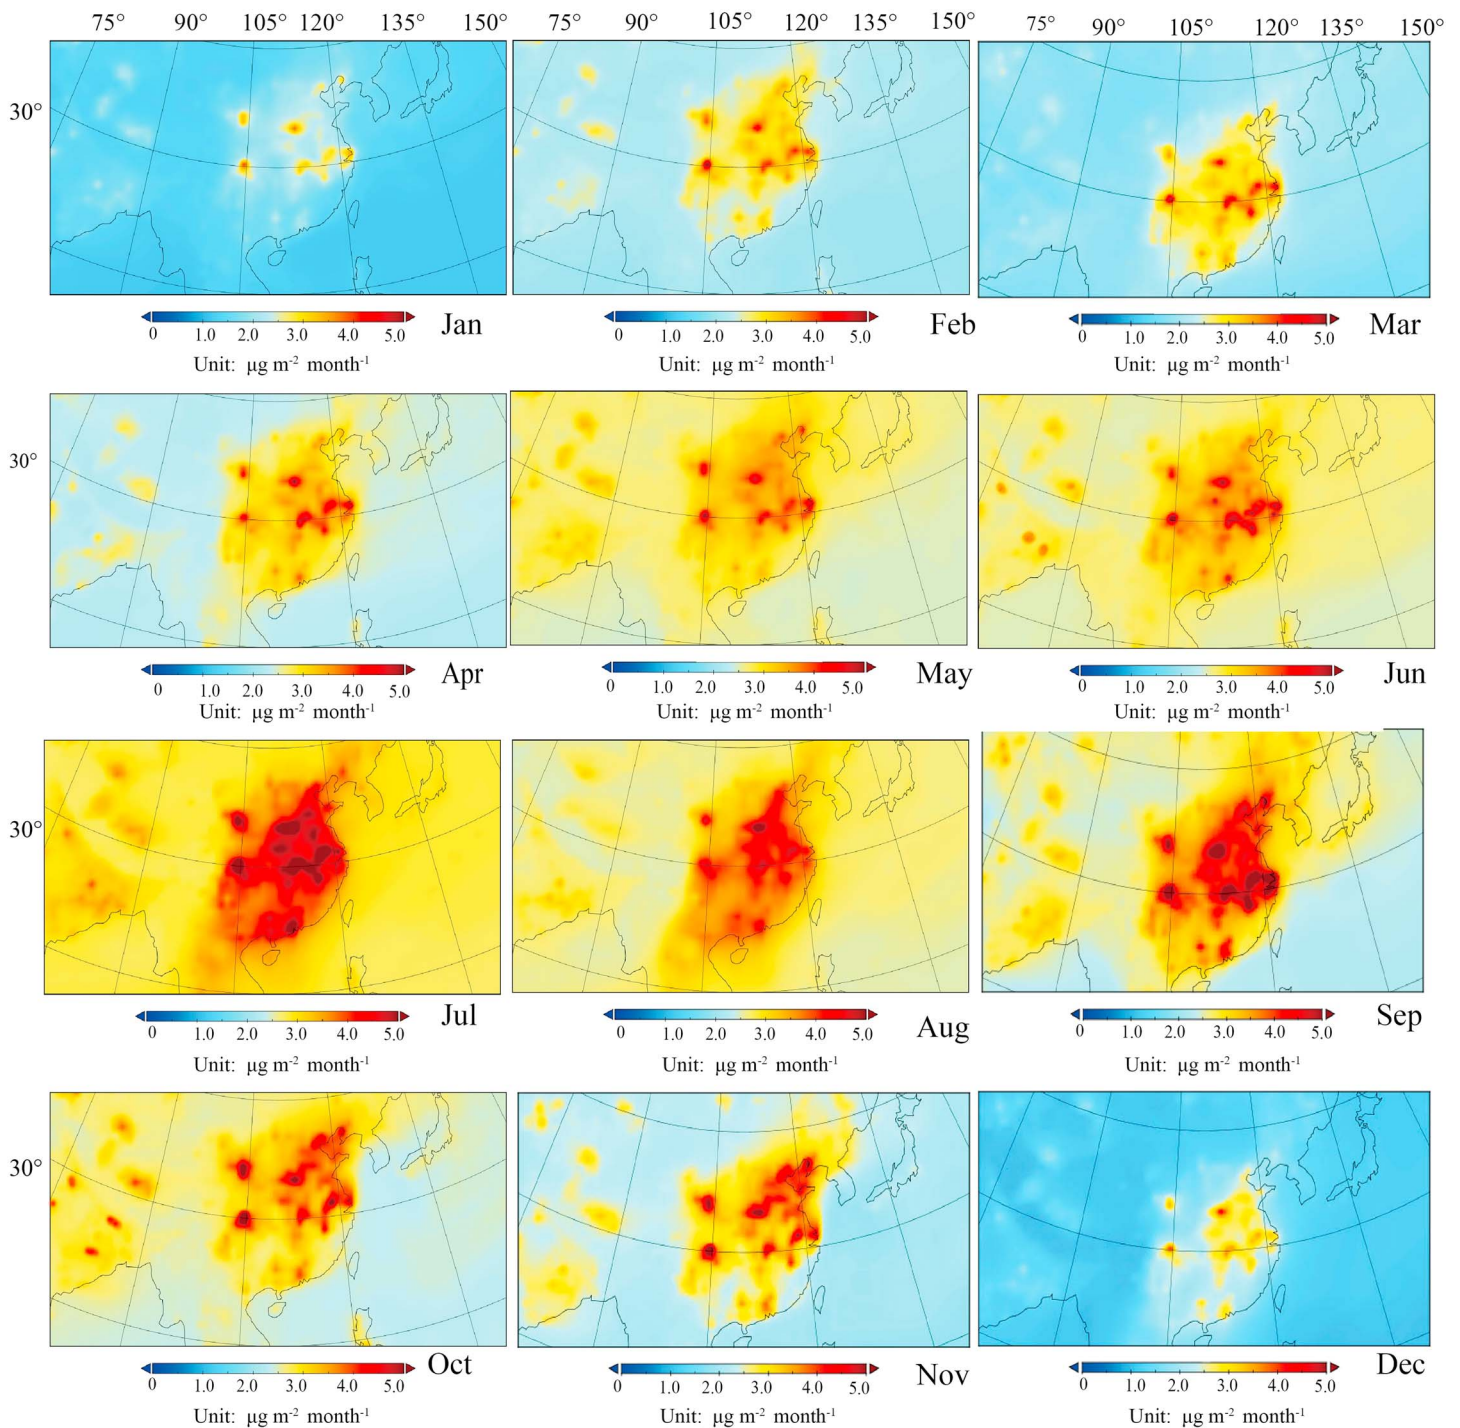 75° 90° 105° 120° 135° 150° 75° 90° 105° 120° 135° 150° 75° 90° 105° 120° 135° 150°
30°
0 1.0 2.0 3.0 4.0 5.0 Jan
Unit: μg m⁻² month⁻¹
0 1.0 2.0 3.0 4.0 5.0 Feb
Unit: μg m⁻² month⁻¹
0 1.0 2.0 3.0 4.0 5.0 Mar
Unit: μg m⁻² month⁻¹
30°
0 1.0 2.0 3.0 4.0 5.0 Apr
Unit: μg m⁻² month⁻¹
0 1.0 2.0 3.0 4.0 5.0 May
Unit: μg m⁻² month⁻¹
0 1.0 2.0 3.0 4.0 5.0 Jun
Unit: μg m⁻² month⁻¹
30°
0 1.0 2.0 3.0 4.0 5.0 Jul
Unit: μg m⁻² month⁻¹
0 1.0 2.0 3.0 4.0 5.0 Aug
Unit: μg m⁻² month⁻¹
0 1.0 2.0 3.0 4.0 5.0 Sep
Unit: μg m⁻² month⁻¹
30°
0 1.0 2.0 3.0 4.0 5.0 Oct
Unit: μg m⁻² month⁻¹
0 1.0 2.0 3.0 4.0 5.0 Nov
Unit: μg m⁻² month⁻¹
0 1.0 2.0 3.0 4.0 5.0 Dec
Unit: μg m⁻² month⁻¹